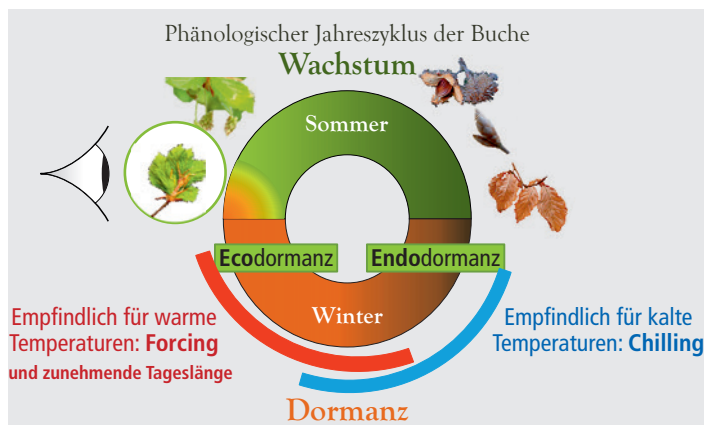 Phänologischer Jahreszyklus der Buche
Wachstum
Sommer
Ecodormanz
Endodormanz
Winter
Empfindlich für warme
Temperaturen: Forcing
und zunehmende Tageslänge
Empfindlich für kalte
Temperaturen: Chilling
Dormanz